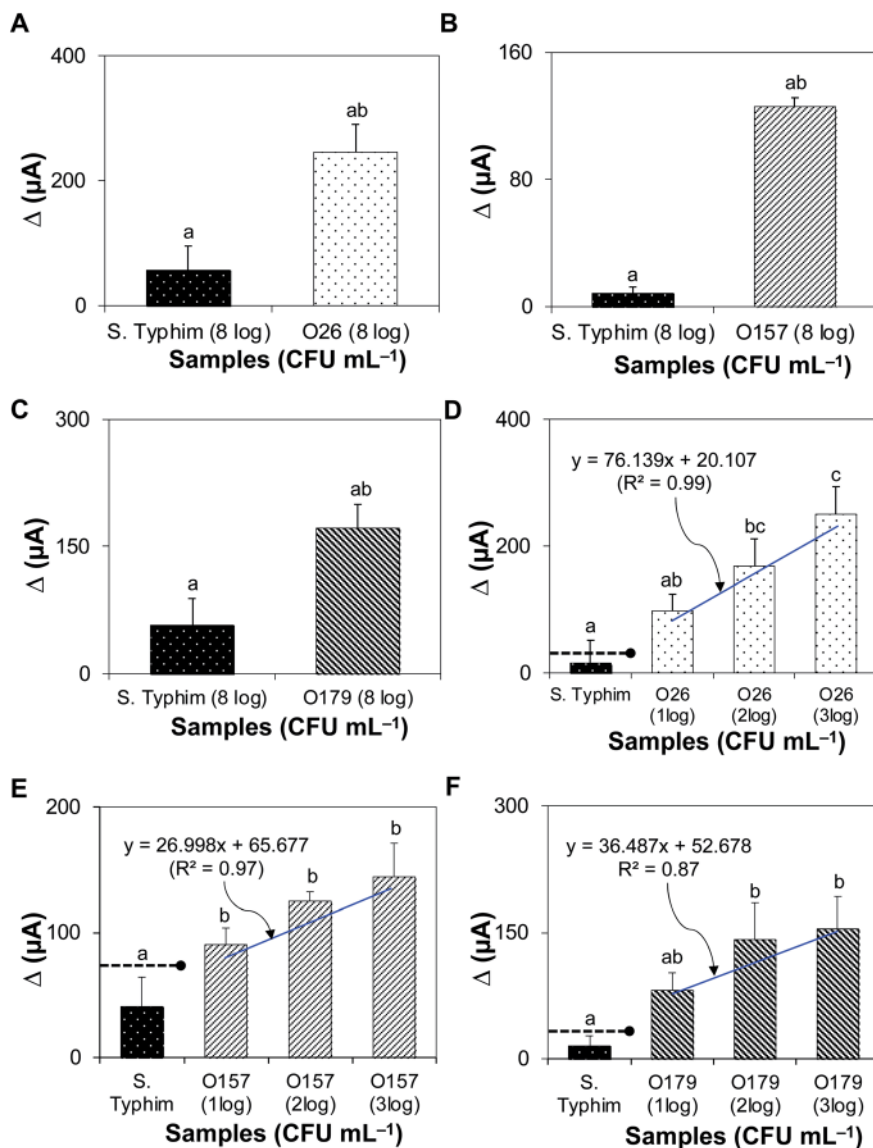 A
400
200
0
Δ (µA)
a
ab
S. Typhim (8 log)
O26 (8 log)
Samples (CFU mL⁻¹)
B
160
80
0
Δ (µA)
a
ab
S. Typhim (8 log)
O157 (8 log)
Samples (CFU mL⁻¹)
C
300
150
0
Δ (µA)
a
ab
S. Typhim (8 log)
O179 (8 log)
Samples (CFU mL⁻¹)
D
400
200
0
Δ (µA)
y = 76.139x + 20.107
(R² = 0.99)
a
ab
bc
c
S. Typhim
O26
(1log)
O26
(2log)
O26
(3log)
Samples (CFU mL⁻¹)
E
200
100
0
Δ (µA)
y = 26.998x + 65.677
(R² = 0.97)
a
b
b
b
S.
Typhim
O157
(1log)
O157
(2log)
O157
(3log)
Samples (CFU mL⁻¹)
F
300
150
0
Δ (µA)
y = 36.487x + 52.678
R² = 0.87
a
ab
b
b
S.
Typhim
O179
(1log)
O179
(2log)
O179
(3log)
Samples (CFU mL⁻¹)